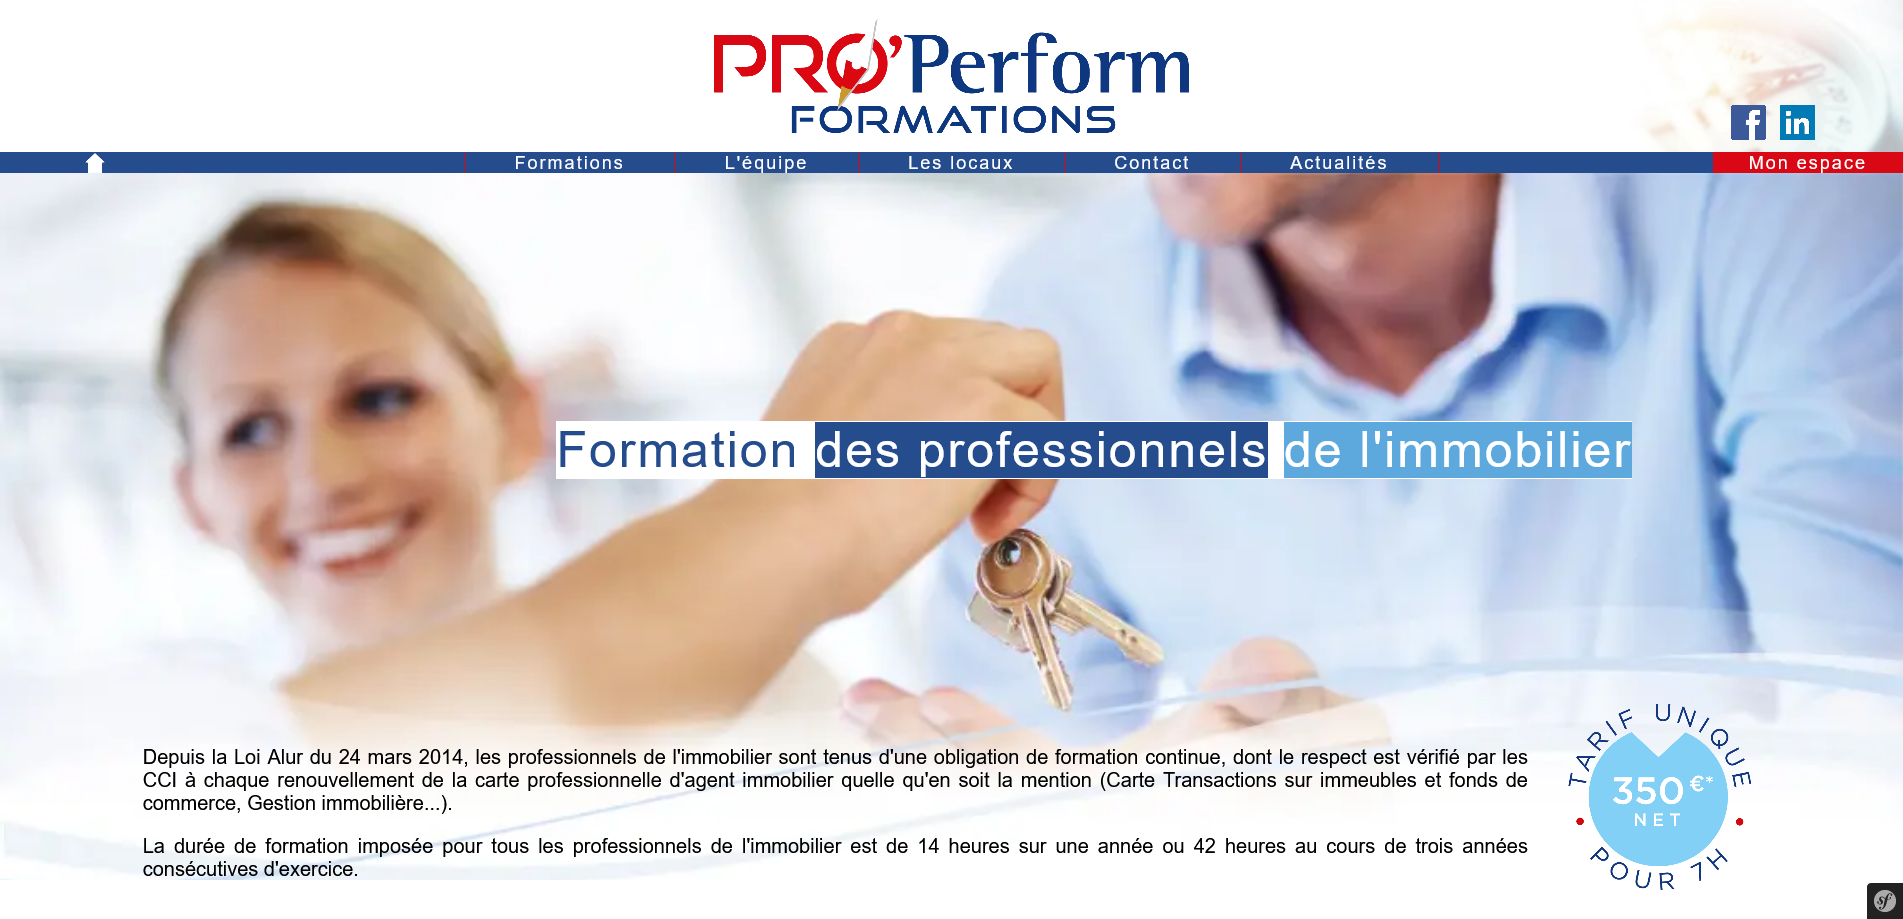 PRO'Perform
FORMATIONS
Formations
L'équipe
Les locaux
Contact
Actualités
Mon espace
Formation des professionnels de l'immobilier
Depuis la Loi Alur du 24 mars 2014, les professionnels de l'immobilier sont tenus d'une obligation de formation continue, dont le respect est vérifié par les
CCI à chaque renouvellement de la carte professionnelle d'agent immobilier quelle qu'en soit la mention (Carte Transactions sur immeubles et fonds de
commerce, Gestion immobilière...).
La durée de formation imposée pour tous les professionnels de l'immobilier est de 14 heures sur une année ou 42 heures au cours de trois années
consécutives d'exercice.
TARIF UNIQUE
350 €*
NET
POUR 7H
sf